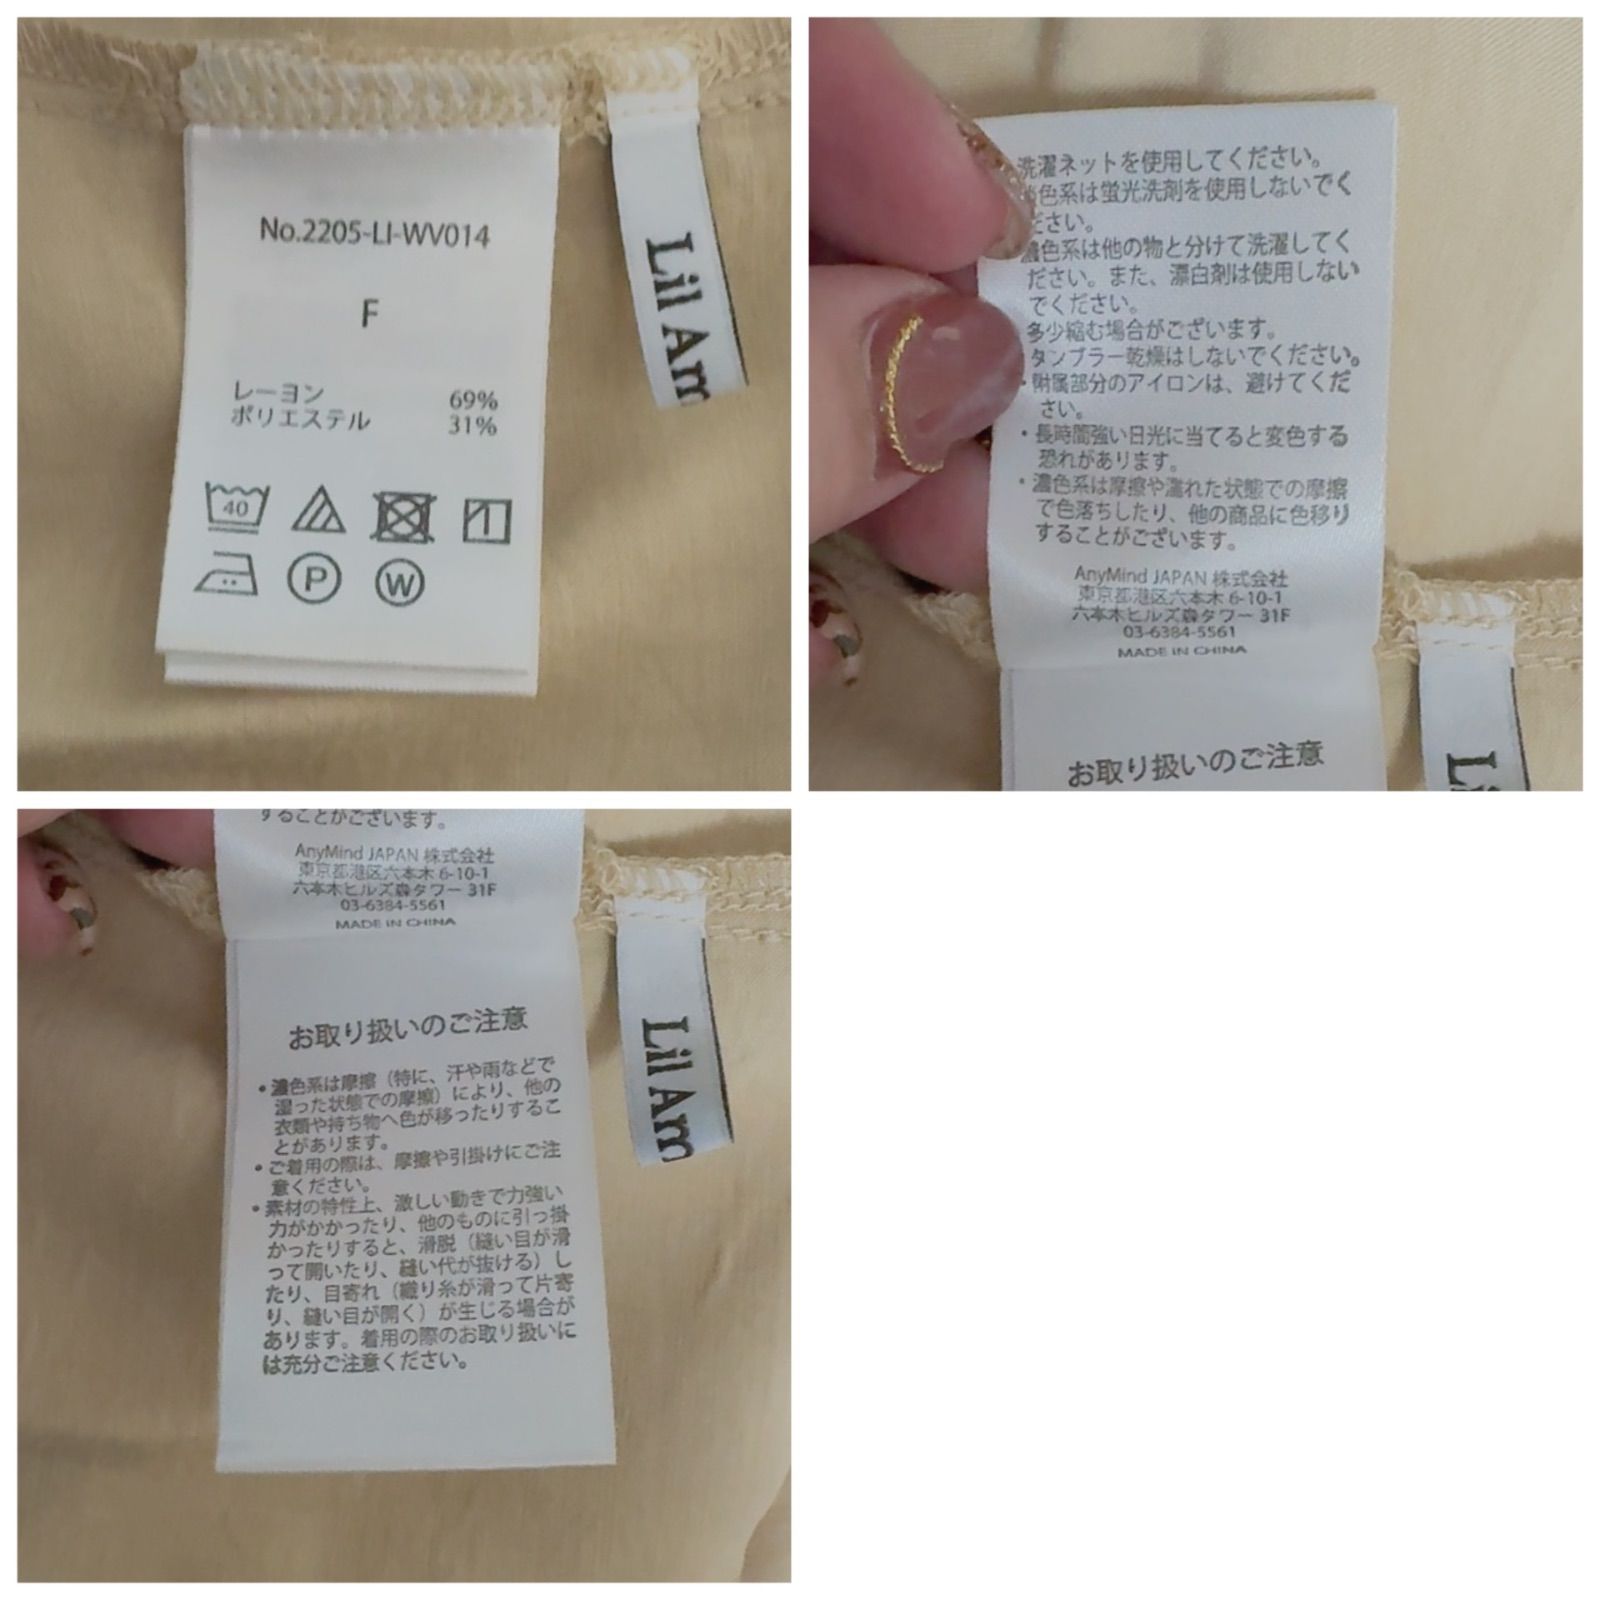 No.2205-LI-WV014
F
レーヨン 69%
ポリエステル 31%
40
P
W
Lil Am
洗濯ネットを使用してください。
色系は蛍光洗剤を使用しないでく
ださい。
濃色系は他の物と分けて洗濯してく
ださい。また、漂白剤は使用しない
でください。
多少縮む場合がございます。
タンブラー乾燥はしないでください。
・附属部分のアイロンは、避けてくだ
さい。
・長時間強い日光に当てると変色する
恐れがあります。
・濃色系は摩擦や濡れた状態での摩擦
で色落ちしたり、他の商品に色移り
することがございます。
AnyMind JAPAN 株式会社
東京都港区六本木 6-10-1
六本木ヒルズ森タワー 31F
03-6384-5561
MADE IN CHINA
お取り扱いのご注意
することがございます。
AnyMind JAPAN 株式会社
東京都港区六本木 6-10-1
六本木ヒルズ森タワー 31F
03-6384-5561
MADE IN CHINA
お取り扱いのご注意
・濃色系は摩擦（特に、汗や雨などで
湿った状態での摩擦）により、他の
衣類や持ち物へ色が移ったりするこ
とがあります。
・ご着用の際は、摩擦や引掛けにご注
意ください。
・素材の特性上、激しい動きで力強い
力がかかったり、他のものに引っ掛
かったりすると、滑脱（縫い目が滑
って開いたり、縫い代が抜ける）し
たり、目寄れ（織り糸が滑って片寄
り、縫い目が開く）が生じる場合が
あります。着用の際のお取り扱いに
は充分ご注意ください。
Lil Am